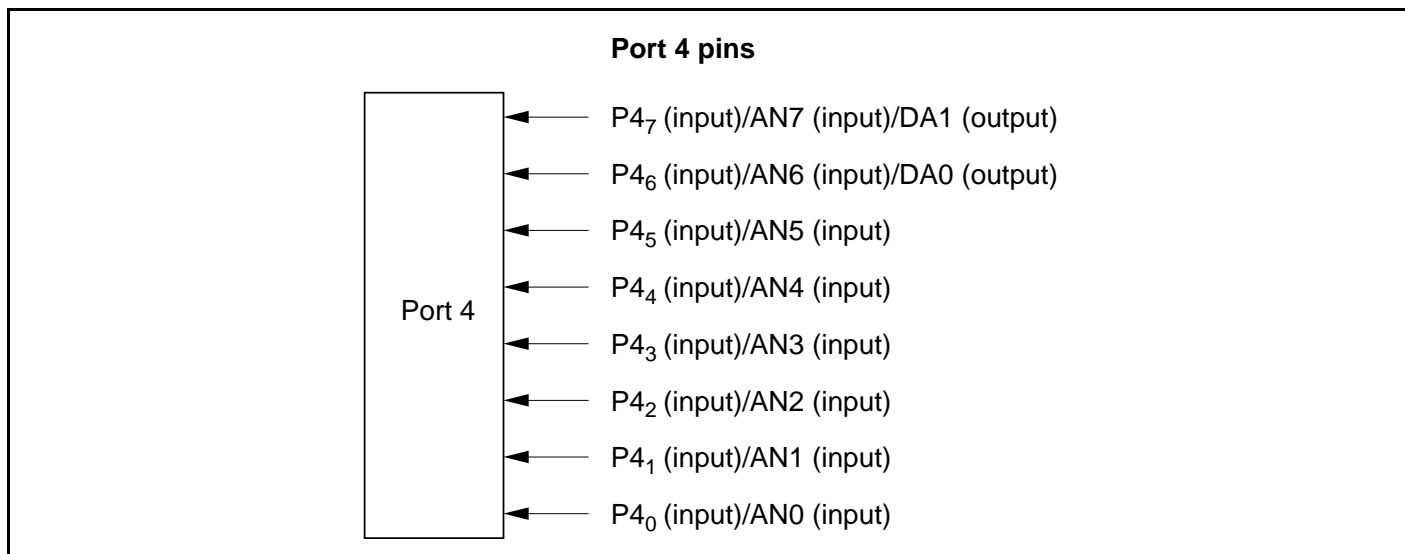 Port 4 pins
P4₇ (input)/AN7 (input)/DA1 (output)
P4₆ (input)/AN6 (input)/DA0 (output)
P4₅ (input)/AN5 (input)
P4₄ (input)/AN4 (input)
Port 4
P4₃ (input)/AN3 (input)
P4₂ (input)/AN2 (input)
P4₁ (input)/AN1 (input)
P4₀ (input)/AN0 (input)